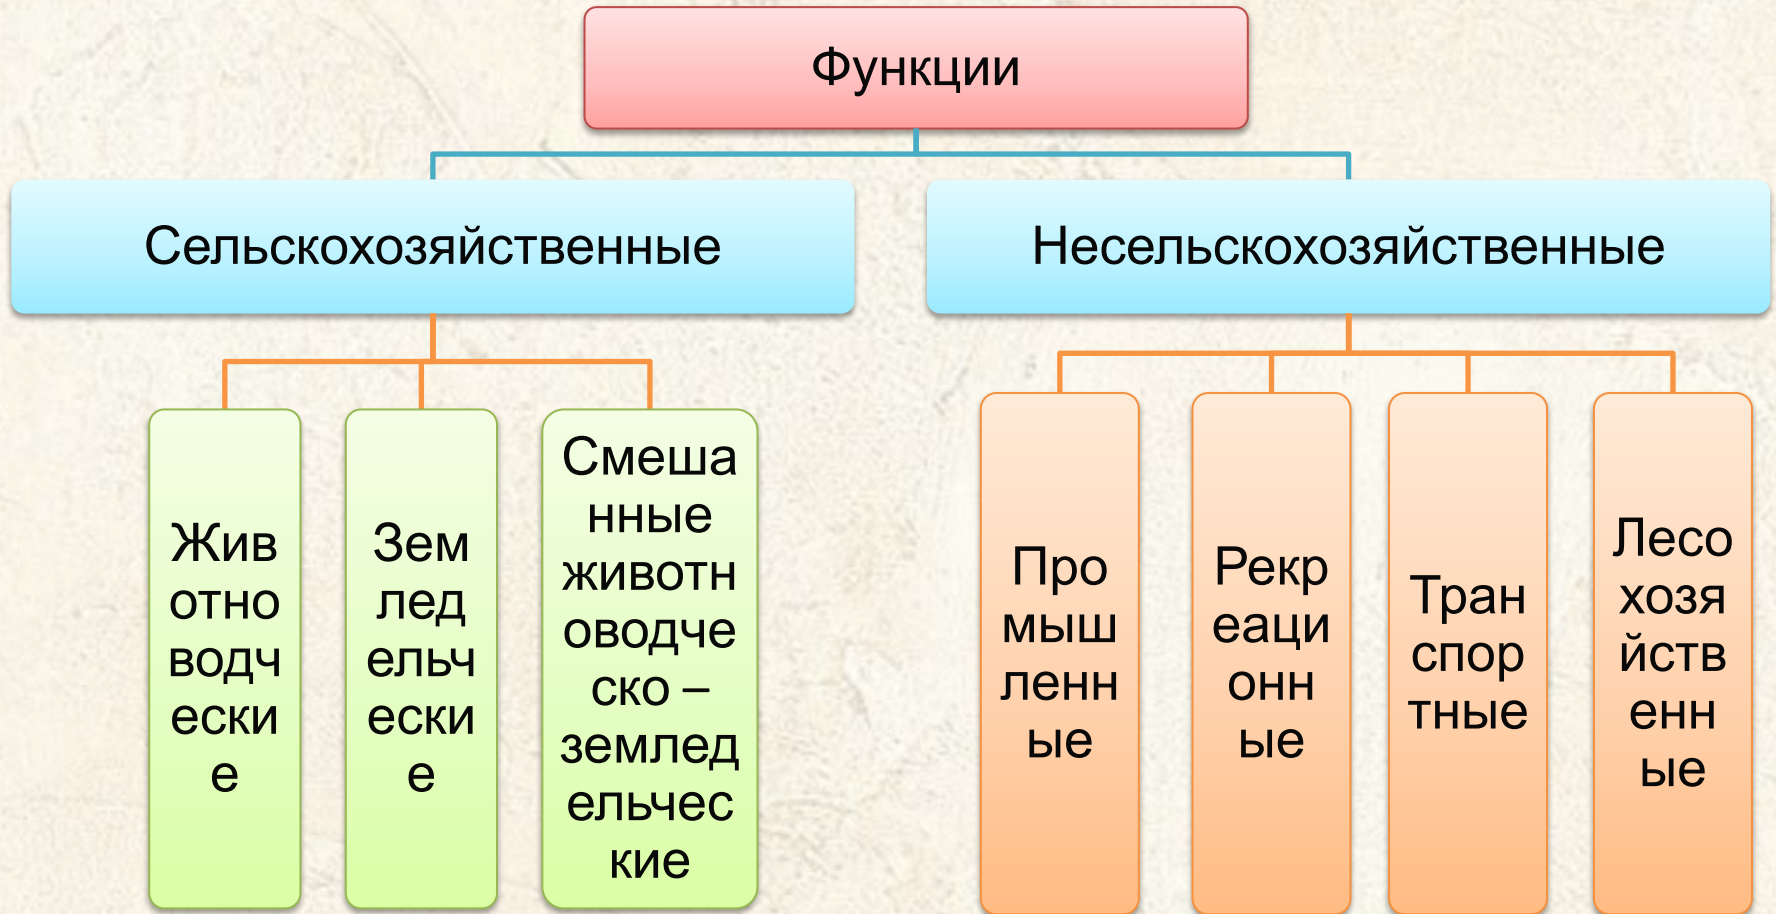 Функции
Сельскохозяйственные
Несельскохозяйственные
Жив
отно
водч
ески
е
Зем
лед
ельч
ески
е
Смеша
нные
животн
оводче
ско –
землед
ельчес
кие
Про
мыш
ленн
ые
Рекр
еаци
онн
ые
Тран
спор
тные
Лесо
хозя
йств
енн
ые